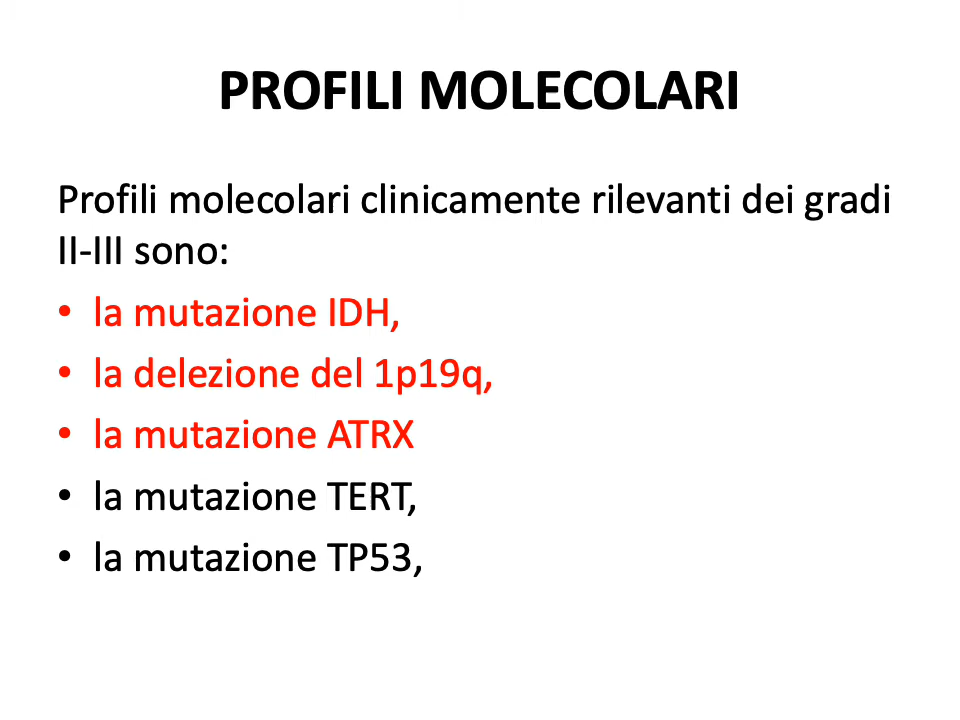 PROFILI MOLECOLARI
Profili molecolari clinicamente rilevanti dei gradi
II-III sono:
• la mutazione IDH,
• la delezione del 1p19q,
• la mutazione ATRX
• la mutazione TERT,
• la mutazione TP53,